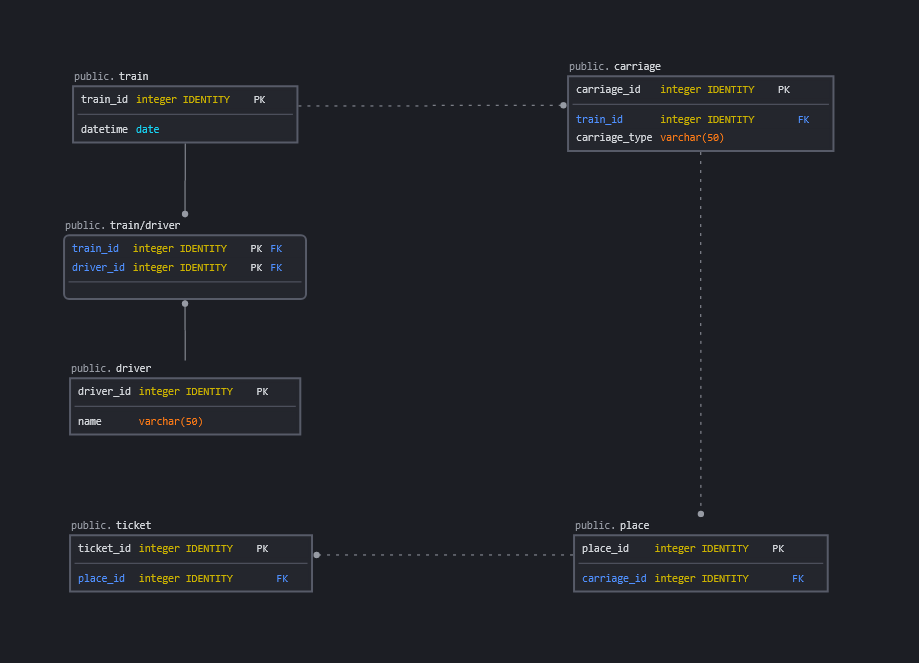 public. train
train_id integer IDENTITY PK
datetime date
public. carriage
carriage_id integer IDENTITY PK
train_id integer IDENTITY FK
carriage_type varchar(50)
public. train/driver
train_id integer IDENTITY PK FK
driver_id integer IDENTITY PK FK
public. driver
driver_id integer IDENTITY PK
name varchar(50)
public. ticket
ticket_id integer IDENTITY PK
place_id integer IDENTITY FK
public. place
place_id integer IDENTITY PK
carriage_id integer IDENTITY FK